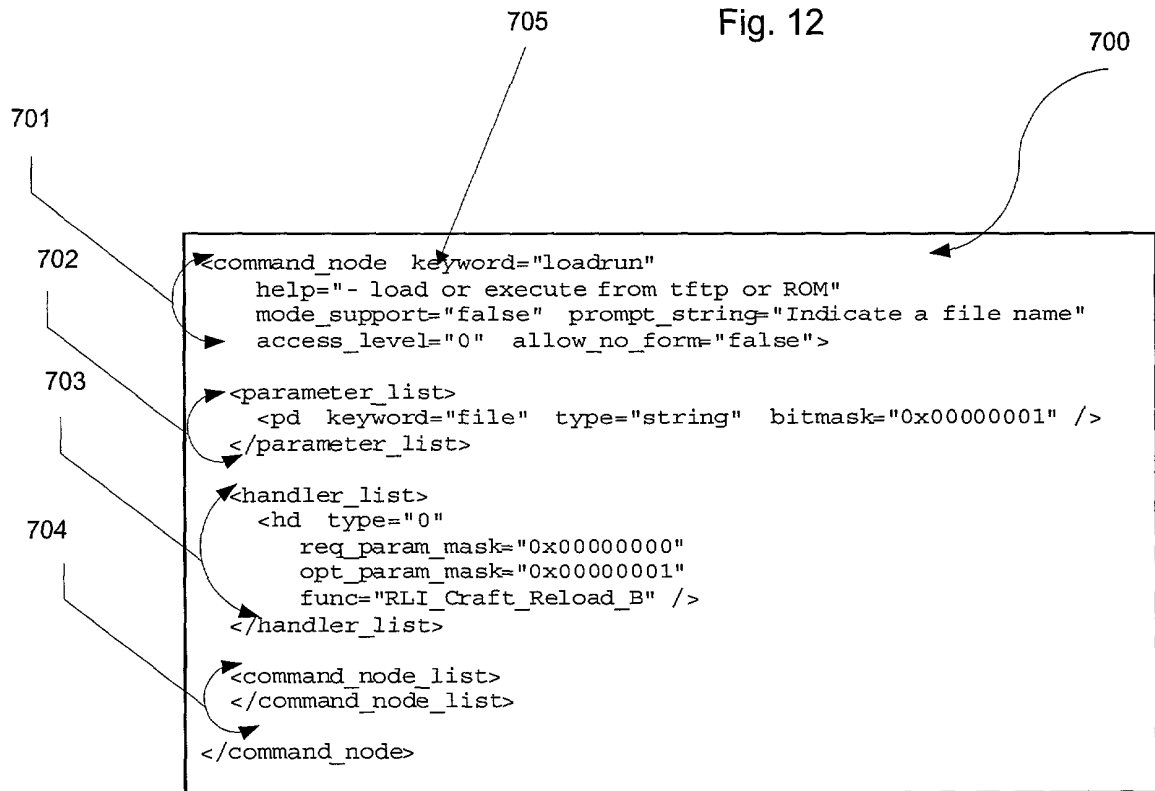 Fig. 12
705
700
701
702
703
704
<command_node keyword="loadrun"
help="- load or execute from tftp or ROM"
mode_support="false" prompt_string="Indicate a file name"
access_level="0" allow_no_form="false">
<parameter_list>
<pd keyword="file" type="string" bitmask="0x00000001" />
</parameter_list>
<handler_list>
<hd type="0"
req_param_mask="0x00000000"
opt_param_mask="0x00000001"
func="RLI_Craft_Reload_B" />
</handler_list>
<command_node_list>
</command_node_list>
</command_node>